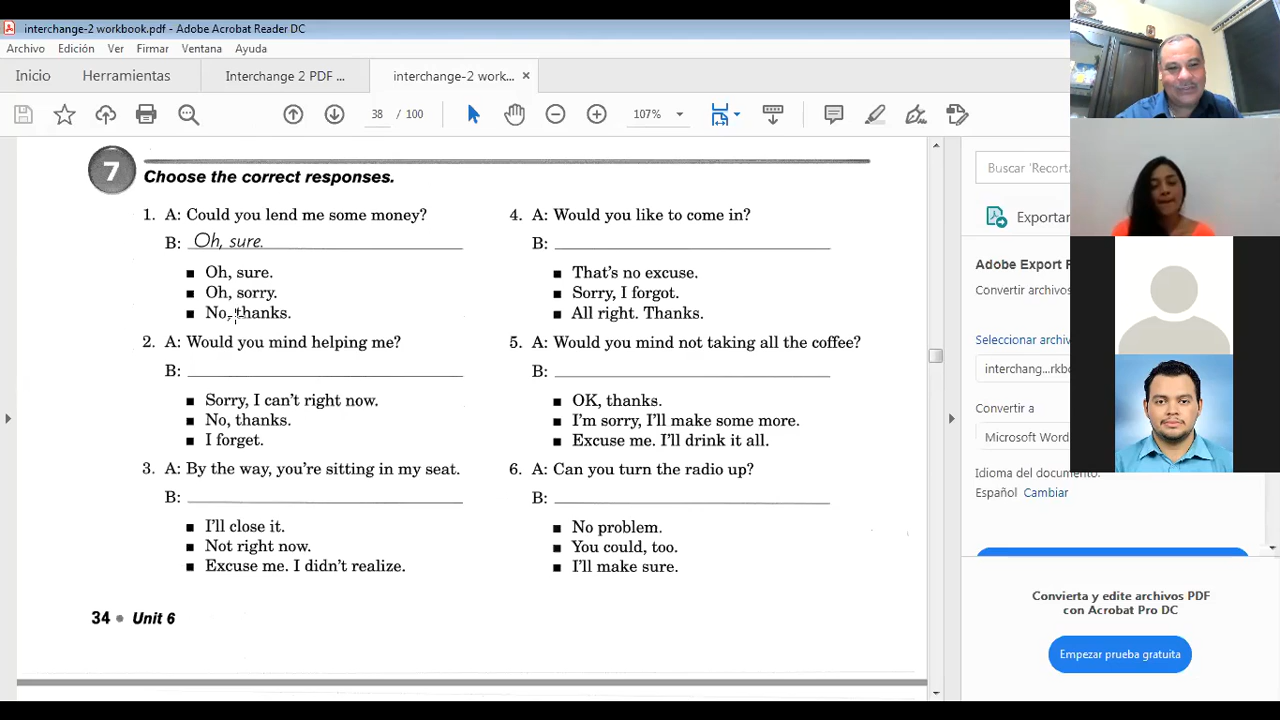 interchange-2 workbook.pdf - Adobe Acrobat Reader DC
Archivo Edición Ver Firmar Ventana Ayuda
Inicio Herramientas Interchange 2 PDF ... interchange-2 work... ×
38 / 100 107%
7
Choose the correct responses.
1. A: Could you lend me some money?
B: Oh, sure.
■ Oh, sure.
■ Oh, sorry.
■ No, thanks.
2. A: Would you mind helping me?
B:
■ Sorry, I can't right now.
■ No, thanks.
■ I forget.
3. A: By the way, you're sitting in my seat.
B:
■ I'll close it.
■ Not right now.
■ Excuse me. I didn't realize.
4. A: Would you like to come in?
B:
■ That's no excuse.
■ Sorry, I forgot.
■ All right. Thanks.
5. A: Would you mind not taking all the coffee?
B:
■ OK, thanks.
■ I'm sorry, I'll make some more.
■ Excuse me. I'll drink it all.
6. A: Can you turn the radio up?
B:
■ No problem.
■ You could, too.
■ I'll make sure.
34 • Unit 6
Buscar 'Recort
Exportar
Adobe Export P
Convertir archivos
Seleccionar archiv
interchang...rkb
Convertir a
Microsoft Word
Idioma del documento:
Español Cambiar
Convierta y edite archivos PDF
con Acrobat Pro DC
Empezar prueba gratuita